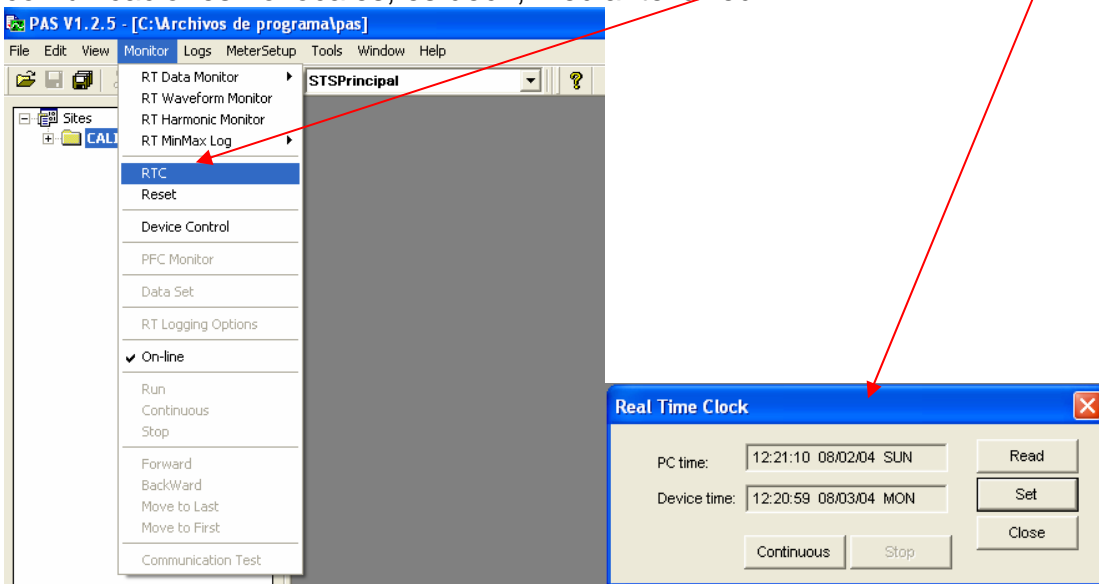 PAS V1.2.5 - [C:\Archivos de programa\pas]
File Edit View Monitor Logs MeterSetup Tools Window Help
STSPrincipal
Sites
CALI
RT Data Monitor
RT Waveform Monitor
RT Harmonic Monitor
RT MinMax Log
RTC
Reset
Device Control
PFC Monitor
Data Set
RT Logging Options
On-line
Run
Continuous
Stop
Forward
BackWard
Move to Last
Move to First
Communication Test
Real Time Clock
PC time: 12:21:10 08/02/04 SUN Read
Device time: 12:20:59 08/03/04 MON Set
Close
Continuous Stop